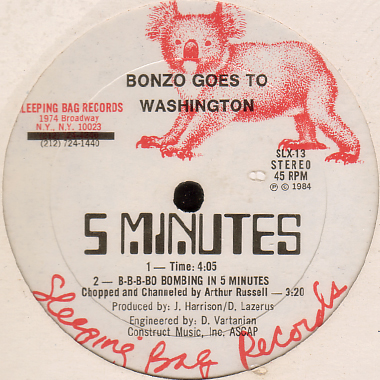 BONZO GOES TO
WASHINGTON
LEEPING BAG RECORDS
1974 Broadway
N.Y., N.Y. 10023
(212) 724-1440
SLX-13
STEREO
45 RPM
Ⓟ © 1984
5 MINUTES
1 — Time: 4:05
2 — B-B-B-BO BOMBING IN 5 MINUTES
Chopped and Channeled by Arthur Russell — 3:20
Produced by: J. Harrison/D. Lazarus
Engineered by: D. Vartanian
Construct Music, Inc, ASCAP
Sleeping Bag Records